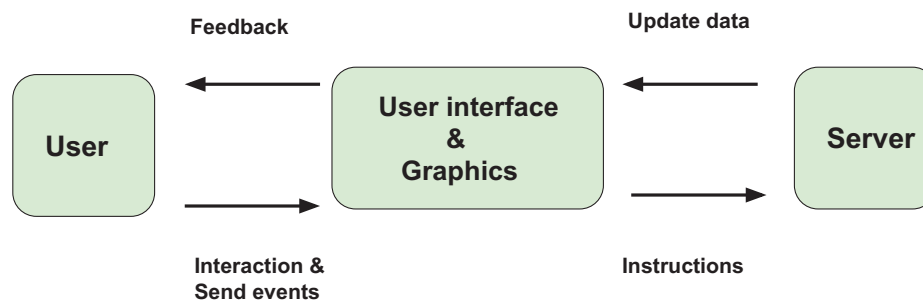 Feedback
Update data
User
User interface
&
Graphics
Server
Interaction &
Send events
Instructions